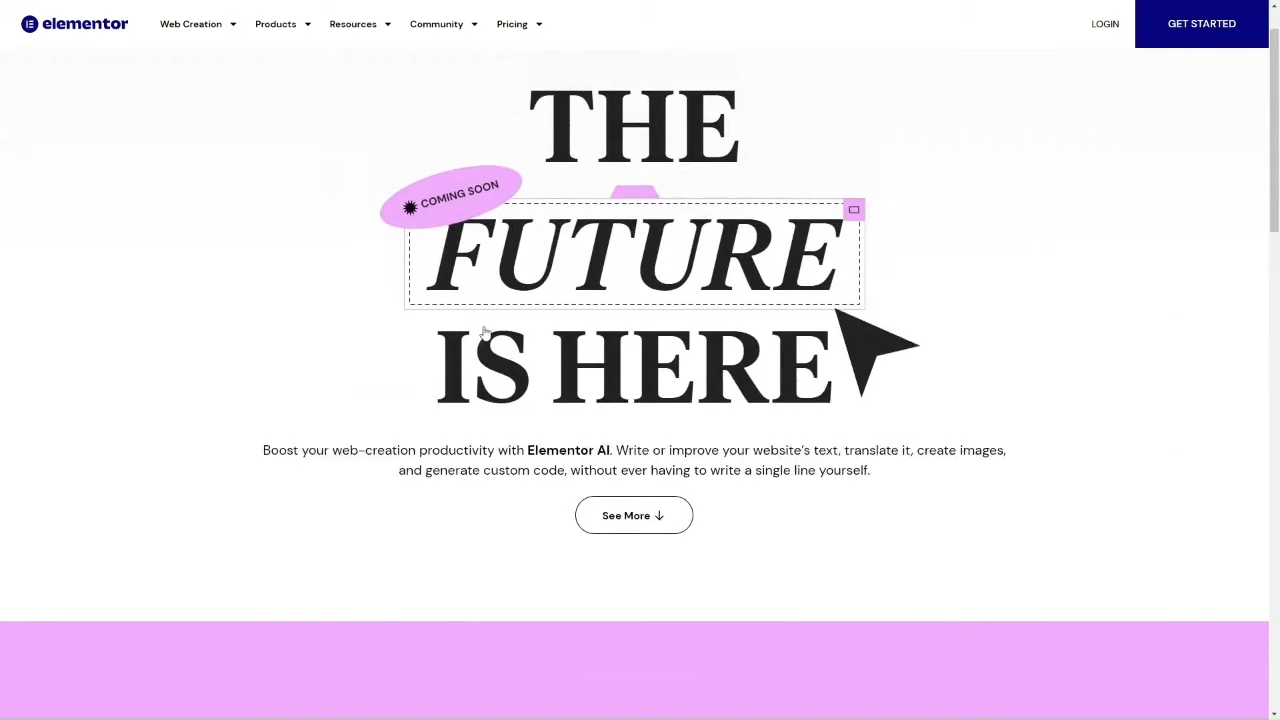 elementor
Web Creation
Products
Resources
Community
Pricing
LOGIN
GET STARTED
THE
COMING SOON
FUTURE
IS HERE
Boost your web-creation productivity with Elementor AI. Write or improve your website’s text, translate it, create images,
and generate custom code, without ever having to write a single line yourself.
See More ↓